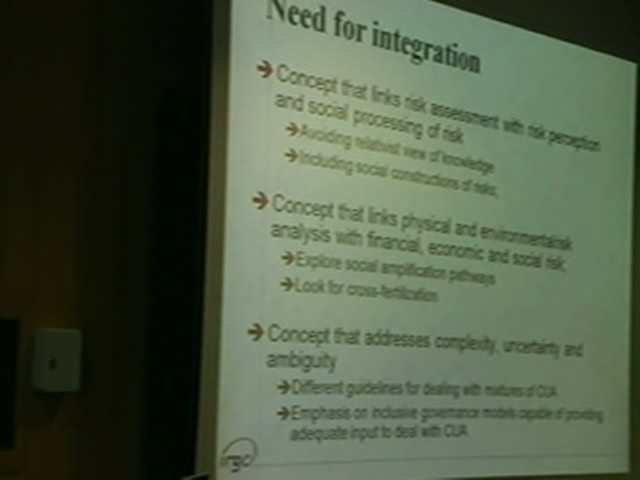 Need for integration
Concept that links risk assessment with risk perception
and social processing of risk
Avoiding relativist view of knowledge
Including social constructions of risks;
Concept that links physical and environmentalrisk
analysis with financial, economic and social risk;
Explore social amplification pathways
Look for cross-fertilization
Concept that addresses complexity, uncertainty and
ambiguity
Different guidelines for dealing with mixtures of CUA
Emphasis on inclusive governance models capable of providing
adequate input to deal with CUA
irgc